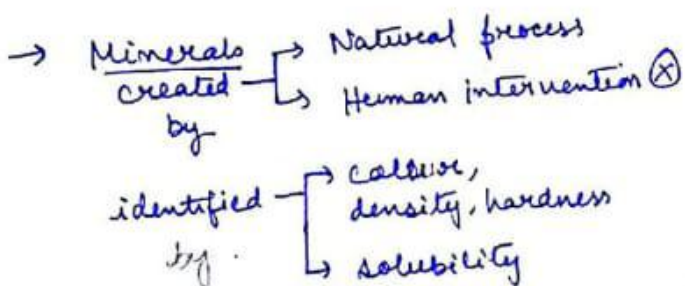 → Minerals → Natural process
created → Human intervention ⓧ
by
identified → colour,
density, hardness
by. → solubility